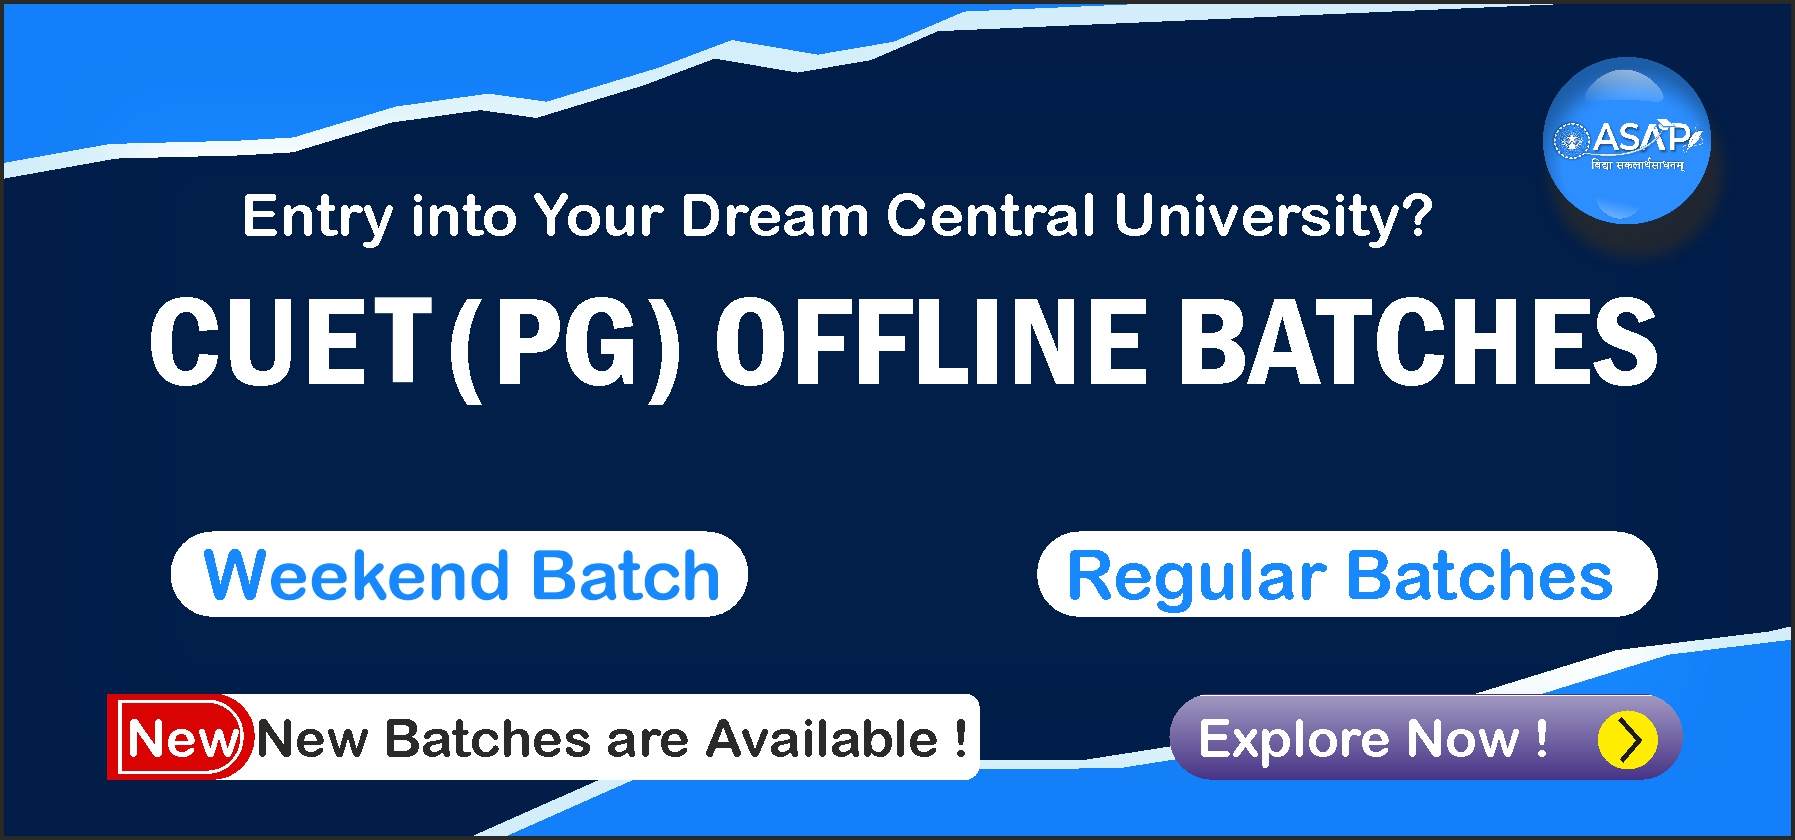 ASAP
विद्या सकलार्थसाधनम्
Entry into Your Dream Central University?
CUET(PG) OFFLINE BATCHES
Weekend Batch
Regular Batches
New
New Batches are Available !
Explore Now !